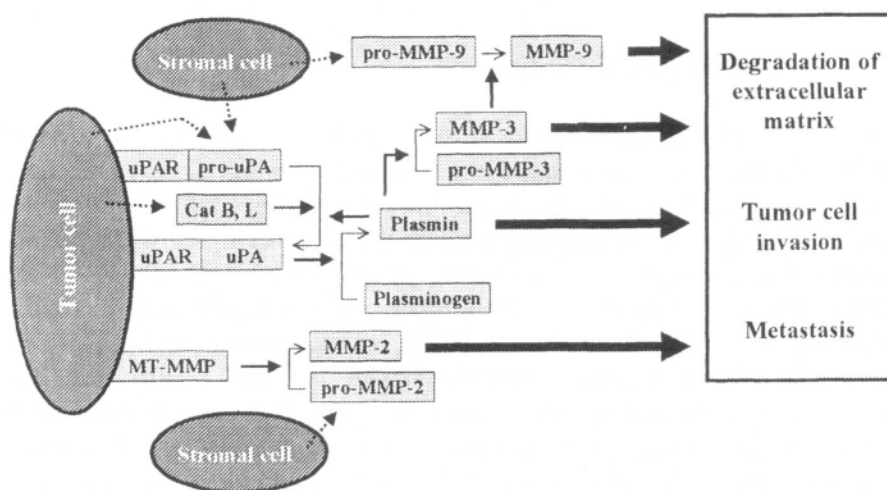 Stromal cell
pro-MMP-9
MMP-9
Degradation of
extracellular
matrix
MMP-3
pro-MMP-3
uPAR
pro-uPA
Cat B, L
Tumor cell
Plasmin
Tumor cell
invasion
uPAR
uPA
Plasminogen
MMP-2
Metastasis
MT-MMP
pro-MMP-2
Stromal cell